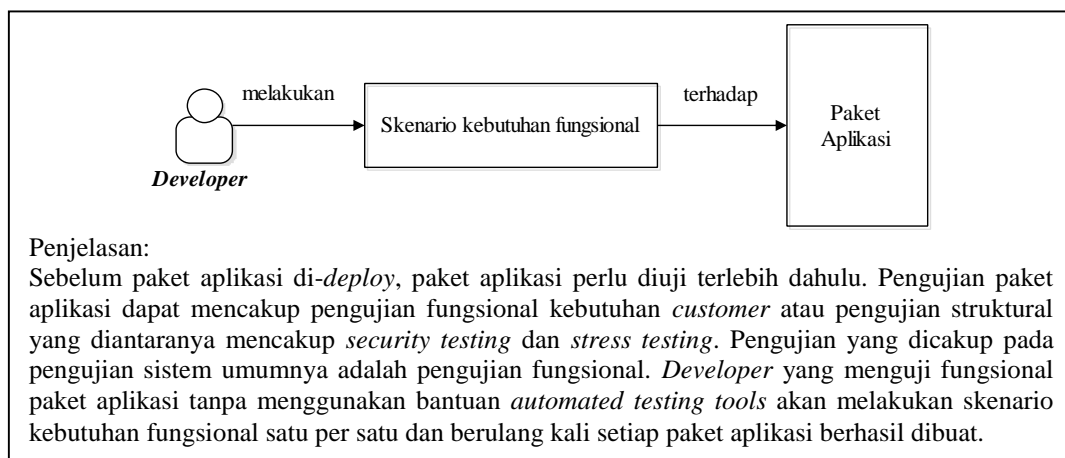 melakukan
terhadap
Skenario kebutuhan fungsional
Paket
Aplikasi
Developer
Penjelasan:
Sebelum paket aplikasi di-deploy, paket aplikasi perlu diuji terlebih dahulu. Pengujian paket
aplikasi dapat mencakup pengujian fungsional kebutuhan customer atau pengujian struktural
yang diantaranya mencakup security testing dan stress testing. Pengujian yang dicakup pada
pengujian sistem umumnya adalah pengujian fungsional. Developer yang menguji fungsional
paket aplikasi tanpa menggunakan bantuan automated testing tools akan melakukan skenario
kebutuhan fungsional satu per satu dan berulang kali setiap paket aplikasi berhasil dibuat.